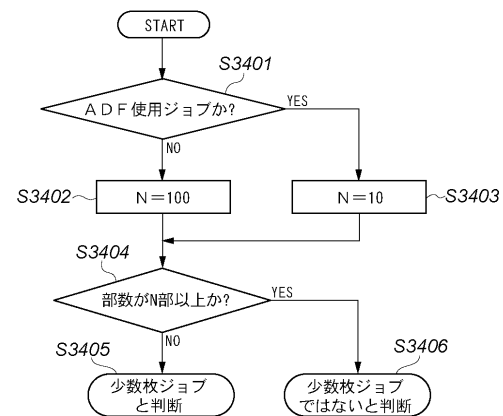 START
S3401
ＡＤＦ使用ジョブか?
YES
NO
S3402
N＝100
N＝10
S3403
S3404
部数がN部以上か?
YES
NO
S3405
少数枚ジョブ
と判断
S3406
少数枚ジョブ
ではないと判断